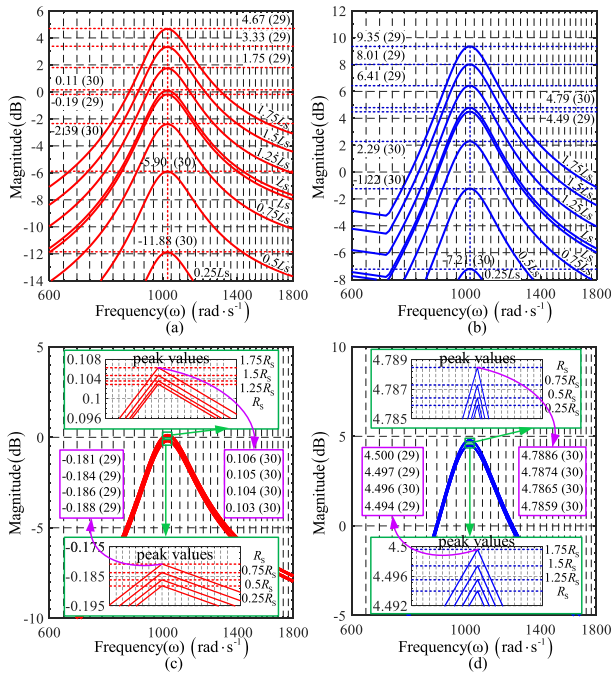 6
4
2
0
-2
-4
-6
-8
-10
-12
-14
Magnitude(dB)
4.67 (29)
3.33 (29)
1.75 (29)
0.11 (30)
-0.19 (29)
2.39 (30)
-5.90 (30)
-11.88 (30)
1.75Ls
1.5Ls
1.25Ls
Ls
Ls
0.75Ls
0.5Ls
0.25Ls
600
1000
1400
1800
Frequency(ω) ( rad·s⁻¹)
(a)
12
10
8
6
4
2
0
-2
-4
-6
-8
Magnitude(dB)
9.35 (29)
8.01 (29)
6.41 (29)
4.79 (30)
4.49 (29)
2.29 (30)
-1.22 (30)
7.21 (30)
1.75Ls
1.5Ls
1.25Ls
Ls
Ls
0.75Ls
0.5Ls
0.25Ls
600
1000
1400
1800
Frequency(ω) ( rad·s⁻¹)
(b)
5
0
-5
-10
Magnitude(dB)
peak values
0.108
0.104
0.1
0.096
1.75RS
1.5RS
1.25RS
RS
-0.181 (29)
-0.184 (29)
-0.186 (29)
-0.188 (29)
0.106 (30)
0.105 (30)
0.104 (30)
0.103 (30)
peak values
-0.175
-0.185
-0.195
RS
0.75RS
0.5RS
0.25RS
600
1000
1400
1800
Frequency(ω) ( rad·s⁻¹)
(c)
10
5
0
-5
Magnitude(dB)
peak values
4.789
4.787
4.785
RS
0.75RS
0.5RS
0.25RS
4.500 (29)
4.497 (29)
4.496 (29)
4.494 (29)
4.7886 (30)
4.7874 (30)
4.7865 (30)
4.7859 (30)
peak values
4.5
4.496
4.492
1.75RS
1.5RS
1.25RS
RS
600
1000
1400
1800
Frequency(ω) ( rad·s⁻¹)
(d)